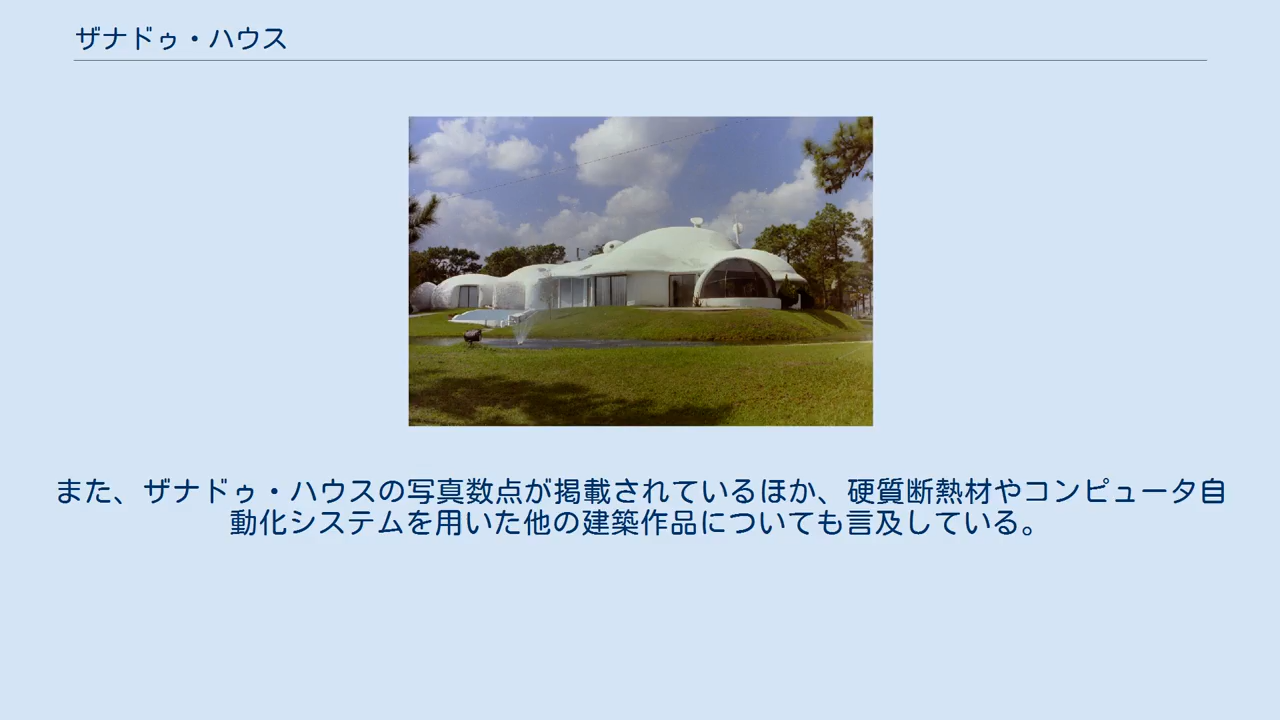 ザナドゥ・ハウス
また、ザナドゥ・ハウスの写真数点が掲載されているほか、硬質断熱材やコンピュータ自
動化システムを用いた他の建築作品についても言及している。